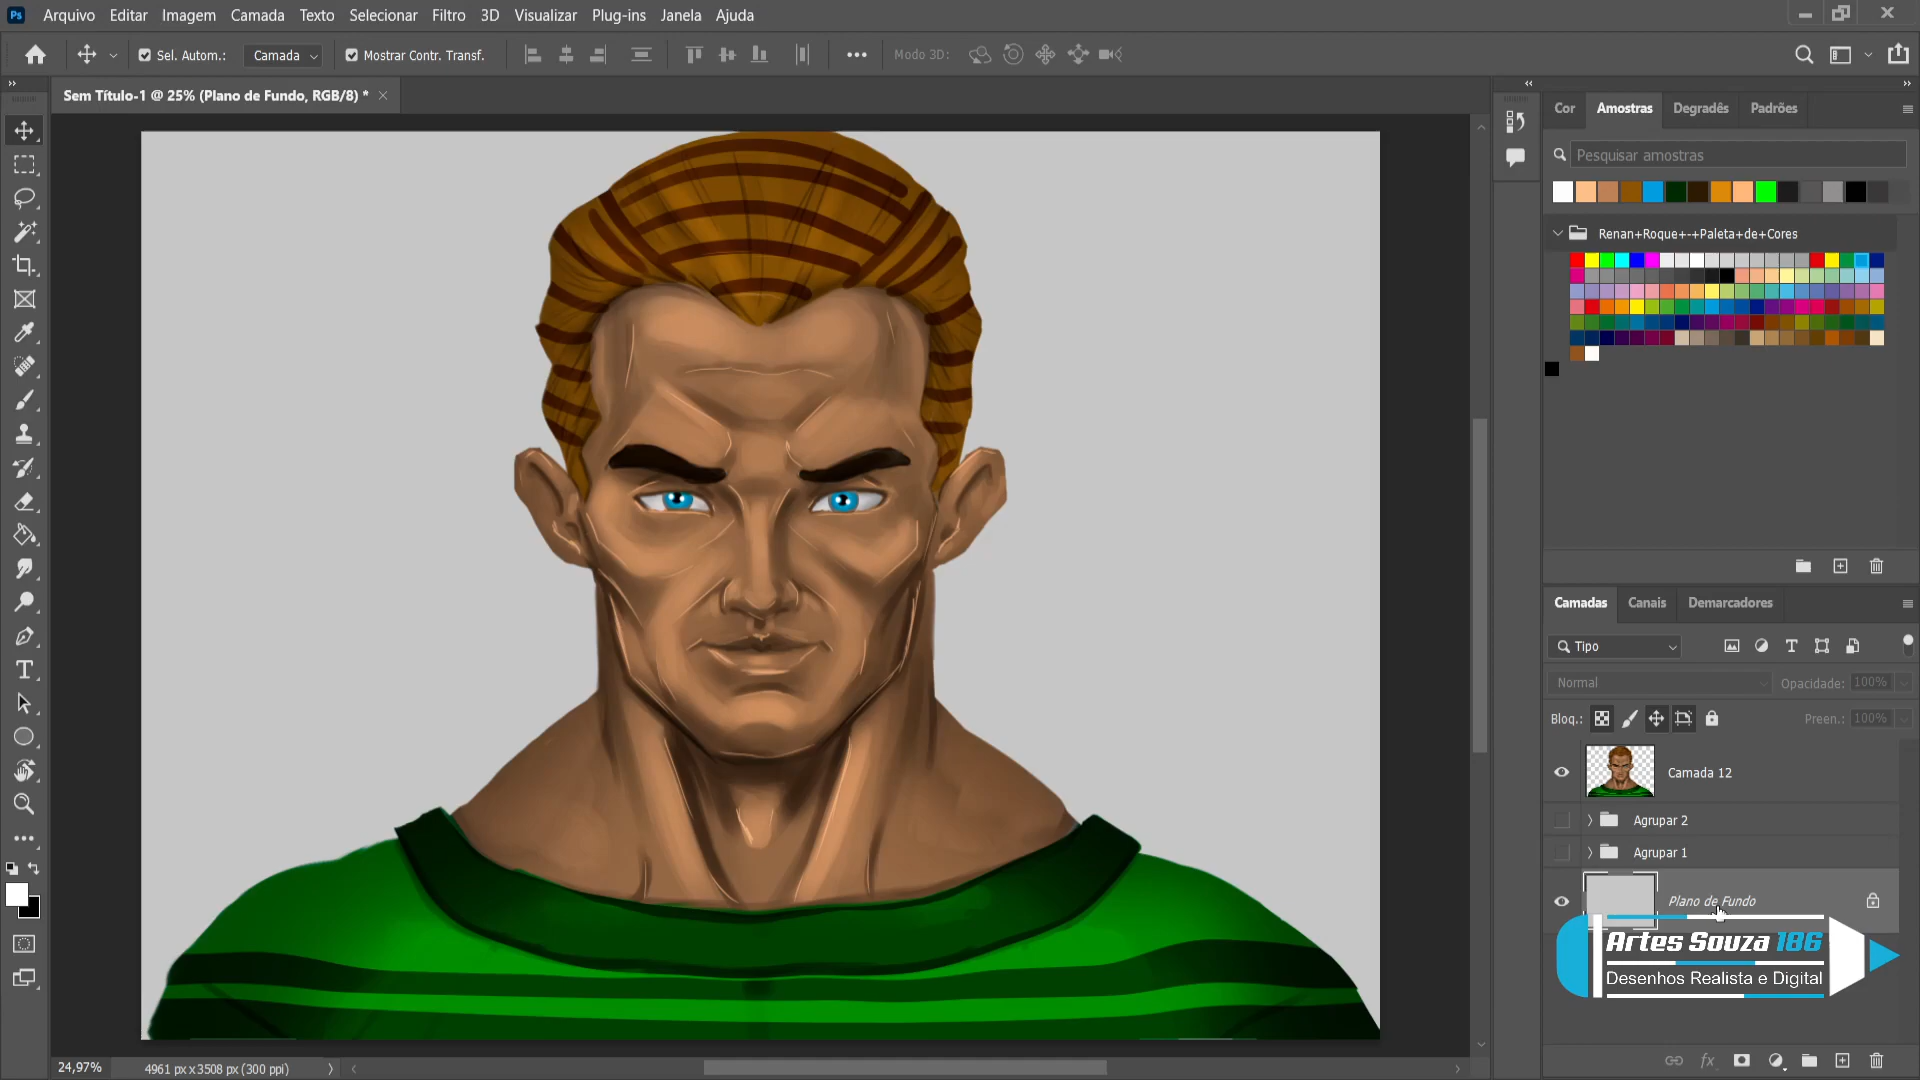 Ps Arquivo Editar Imagem Camada Texto Selecionar Filtro 3D Visualizar Plug-ins Janela Ajuda
Sel. Autom.: Camada Mostrar Contr. Transf. Modo 3D:
Sem Título-1 @ 25% (Plano de Fundo, RGB/8) *
Cor Amostras Degradês Padrões
Pesquisar amostras
Renan+Roque+-+Paleta+de+Cores
Camadas Canais Demarcadores
Tipo
Normal Opacidade: 100%
Bloq.: Preen.: 100%
Camada 12
Agrupar 2
Agrupar 1
Plano de Fundo
Artes Souza 186
Desenhos Realista e Digital
24,97% 4961 px x 3508 px (300 ppi)
fx